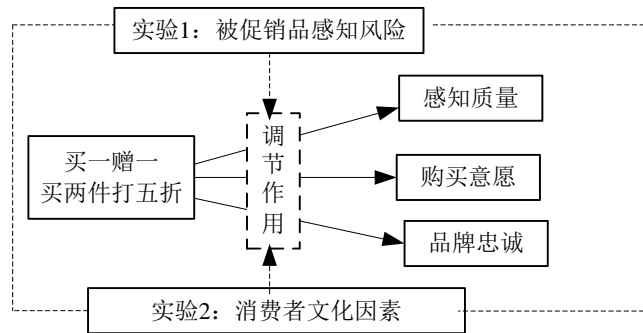 实验1：被促销品感知风险
感知质量
调
节
作
用
买一赠一
买两件打五折
购买意愿
品牌忠诚
实验2：消费者文化因素